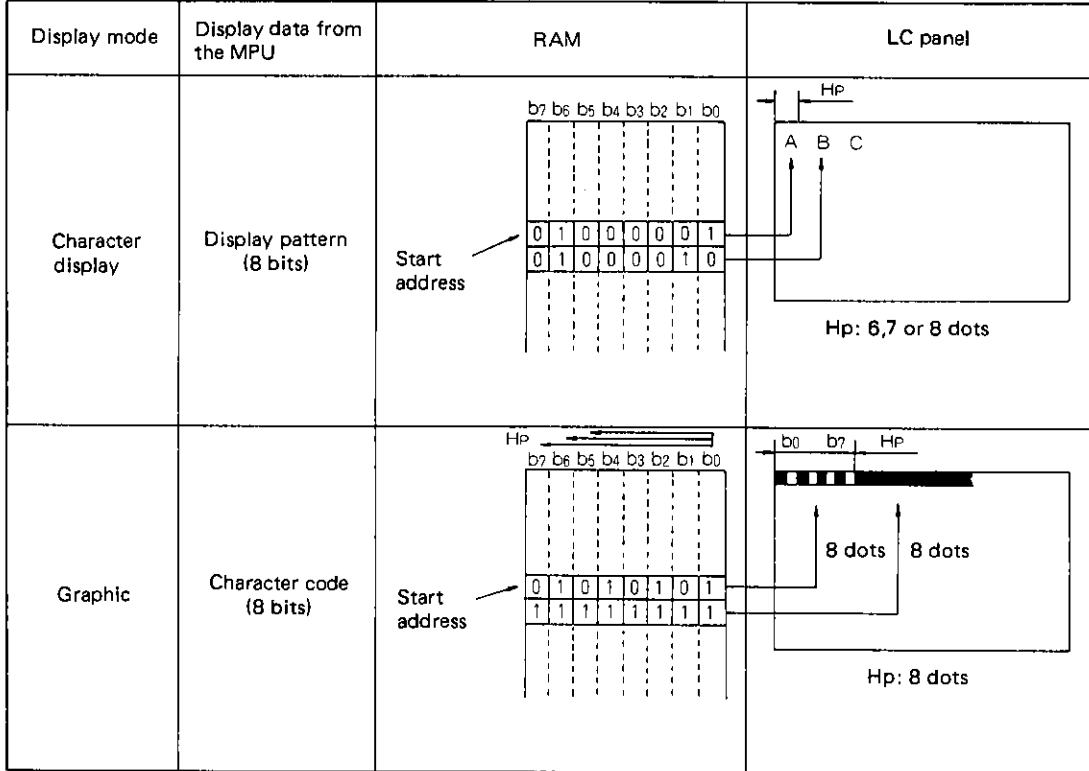 Display mode
Display data from
the MPU
RAM
LC panel
Character
display
Display pattern
(8 bits)
b7 b6 b5 b4 b3 b2 b1 b0
0 1 0 0 0 0 0 1
0 1 0 0 0 0 1 0
Start
address
HP
A B C
Hp: 6,7 or 8 dots
Graphic
Character code
(8 bits)
HP
b7 b6 b5 b4 b3 b2 b1 b0
0 1 0 1 0 1 0 1
1 1 1 1 1 1 1 1
Start
address
b0 b7 HP
8 dots 8 dots
Hp: 8 dots